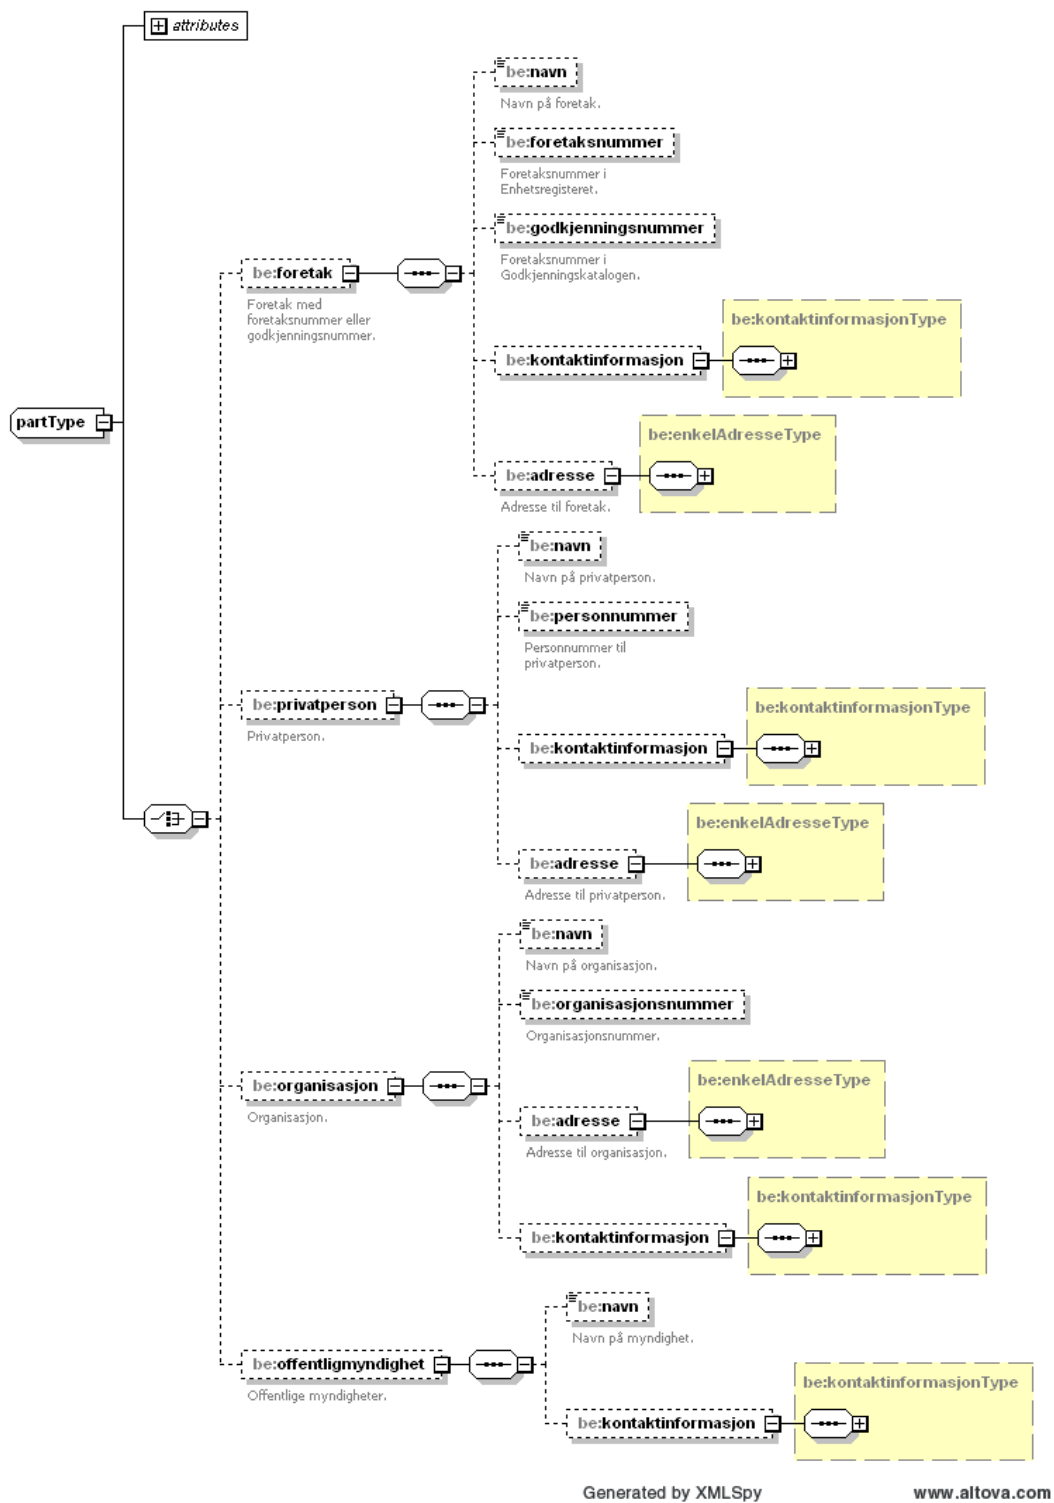 attributes
be:navn
Navn på foretak.
be:foretaksnummer
Foretaksnummer i
Enhetsregisteret.
be:godkjenningsnummer
Foretaksnummer i
Godkjenningskatalogen.
be:foretak
Foretak med
foretaksnummer eller
godkjenningsnummer.
be:kontaktinformasjonType
be:kontaktinformasjon
partType
be:enkelAdresseType
be:adresse
Adresse til foretak.
be:navn
Navn på privatperson.
be:personnummer
Personnummer til
privatperson.
be:privatperson
Privatperson.
be:kontaktinformasjonType
be:kontaktinformasjon
be:enkelAdresseType
be:adresse
Adresse til privatperson.
be:navn
Navn på organisasjon.
be:organisasjonsnummer
Organisasjonsnummer.
be:organisasjon
Organisasjon.
be:enkelAdresseType
be:adresse
Adresse til organisasjon.
be:kontaktinformasjonType
be:kontaktinformasjon
be:navn
Navn på myndighet.
be:offentligmyndighet
Offentlige myndigheter.
be:kontaktinformasjonType
be:kontaktinformasjon
Generated by XMLSpy
www.altova.com